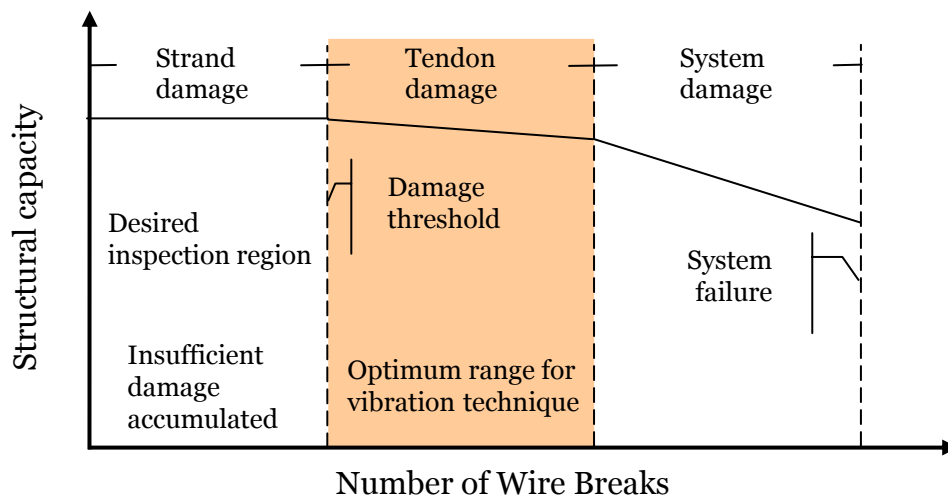 Strand
damage
Tendon
damage
System
damage
Structural capacity
Damage
threshold
Desired
inspection region
System
failure
Insufficient
damage
accumulated
Optimum range for
vibration technique
Number of Wire Breaks